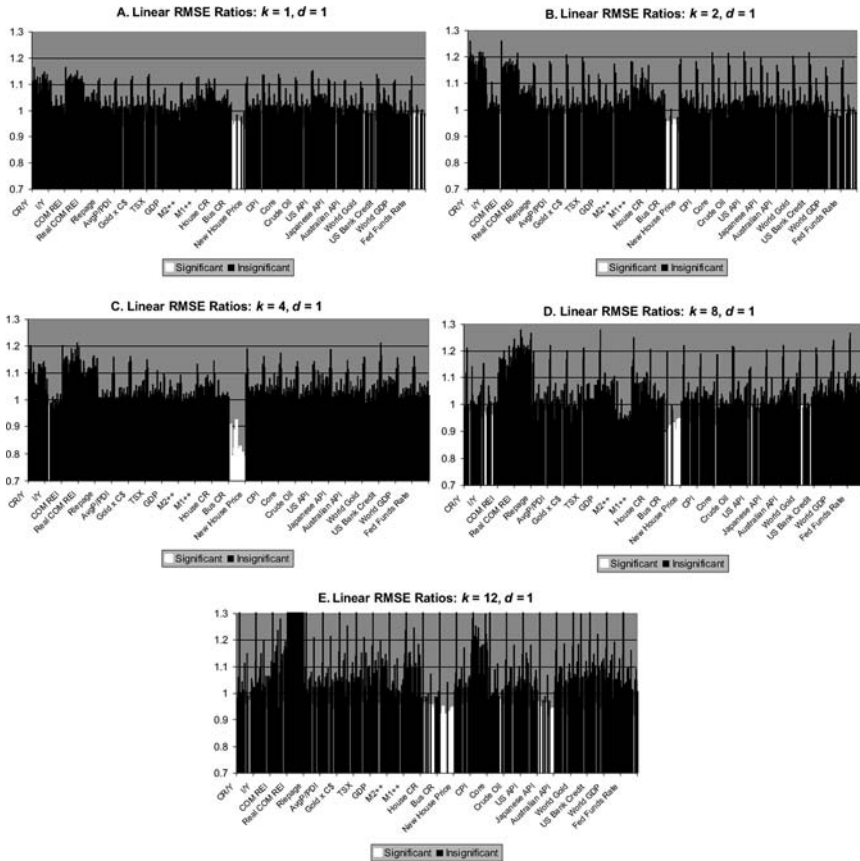 A. Linear RMSE Ratios: k = 1, d = 1
1.3
1.2
1.1
1
0.9
0.8
0.7
CR/Y
I/Y
COM REI
Real COM REI
R\epage
AvgP/PDI
Gold x C$
TSX
GDP
M2++
M1++
House CR
Bus CR
New House Price
CPI
Core
Crude Oil
US API
Japanese API
Australian API
World Gold
US Bank Credit
World GDP
Fed Funds Rate
Significant
Insignificant
B. Linear RMSE Ratios: k = 2, d = 1
1.3
1.2
1.1
1
0.9
0.8
0.7
CR/Y
I/Y
COM REI
Real COM REI
R\epage
AvgP/PDI
Gold x C$
TSX
GDP
M2++
M1++
House CR
Bus CR
New House Price
CPI
Core
Crude Oil
US API
Japanese API
Australian API
World Gold
US Bank Credit
World GDP
Fed Funds Rate
Significant
Insignificant
C. Linear RMSE Ratios: k = 4, d = 1
1.3
1.2
1.1
1
0.9
0.8
0.7
CR/Y
I/Y
COM REI
Real COM REI
R\epage
AvgP/PDI
Gold x C$
TSX
GDP
M2++
M1++
House CR
Bus CR
New House Price
CPI
Core
Crude Oil
US API
Japanese API
Australian API
World Gold
US Bank Credit
World GDP
Fed Funds Rate
Significant
Insignificant
D. Linear RMSE Ratios: k = 8, d = 1
1.3
1.2
1.1
1
0.9
0.8
0.7
CR/Y
I/Y
COM REI
Real COM REI
R\epage
AvgP/PDI
Gold x C$
TSX
GDP
M2++
M1++
House CR
Bus CR
New House Price
CPI
Core
Crude Oil
US API
Japanese API
Australian API
World Gold
US Bank Credit
World GDP
Fed Funds Rate
Significant
Insignificant
E. Linear RMSE Ratios: k = 12, d = 1
1.3
1.2
1.1
1
0.9
0.8
0.7
CR/Y
I/Y
COM REI
Real COM REI
R\epage
AvgP/PDI
Gold x C$
TSX
GDP
M2++
M1++
House CR
Bus CR
New House Price
CPI
Core
Crude Oil
US API
Japanese API
Australian API
World Gold
US Bank Credit
World GDP
Fed Funds Rate
Significant
Insignificant